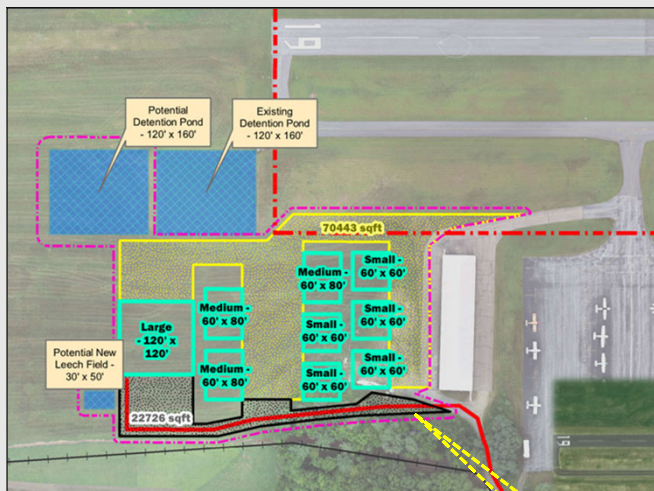 19
Potential
Detention Pond
- 120' x 160'
Existing
Detention Pond
- 120' x 160'
70443 sqft
Medium -
60' x 80'
Small -
60' x 60'
Medium -
60' x 80'
Small -
60' x 60'
Small -
60' x 60'
Large
- 120' x
120'
Potential New
Leech Field -
30' x 50'
Medium -
60' x 80'
Small -
60' x 60'
Small -
60' x 60'
22726 sqft
19